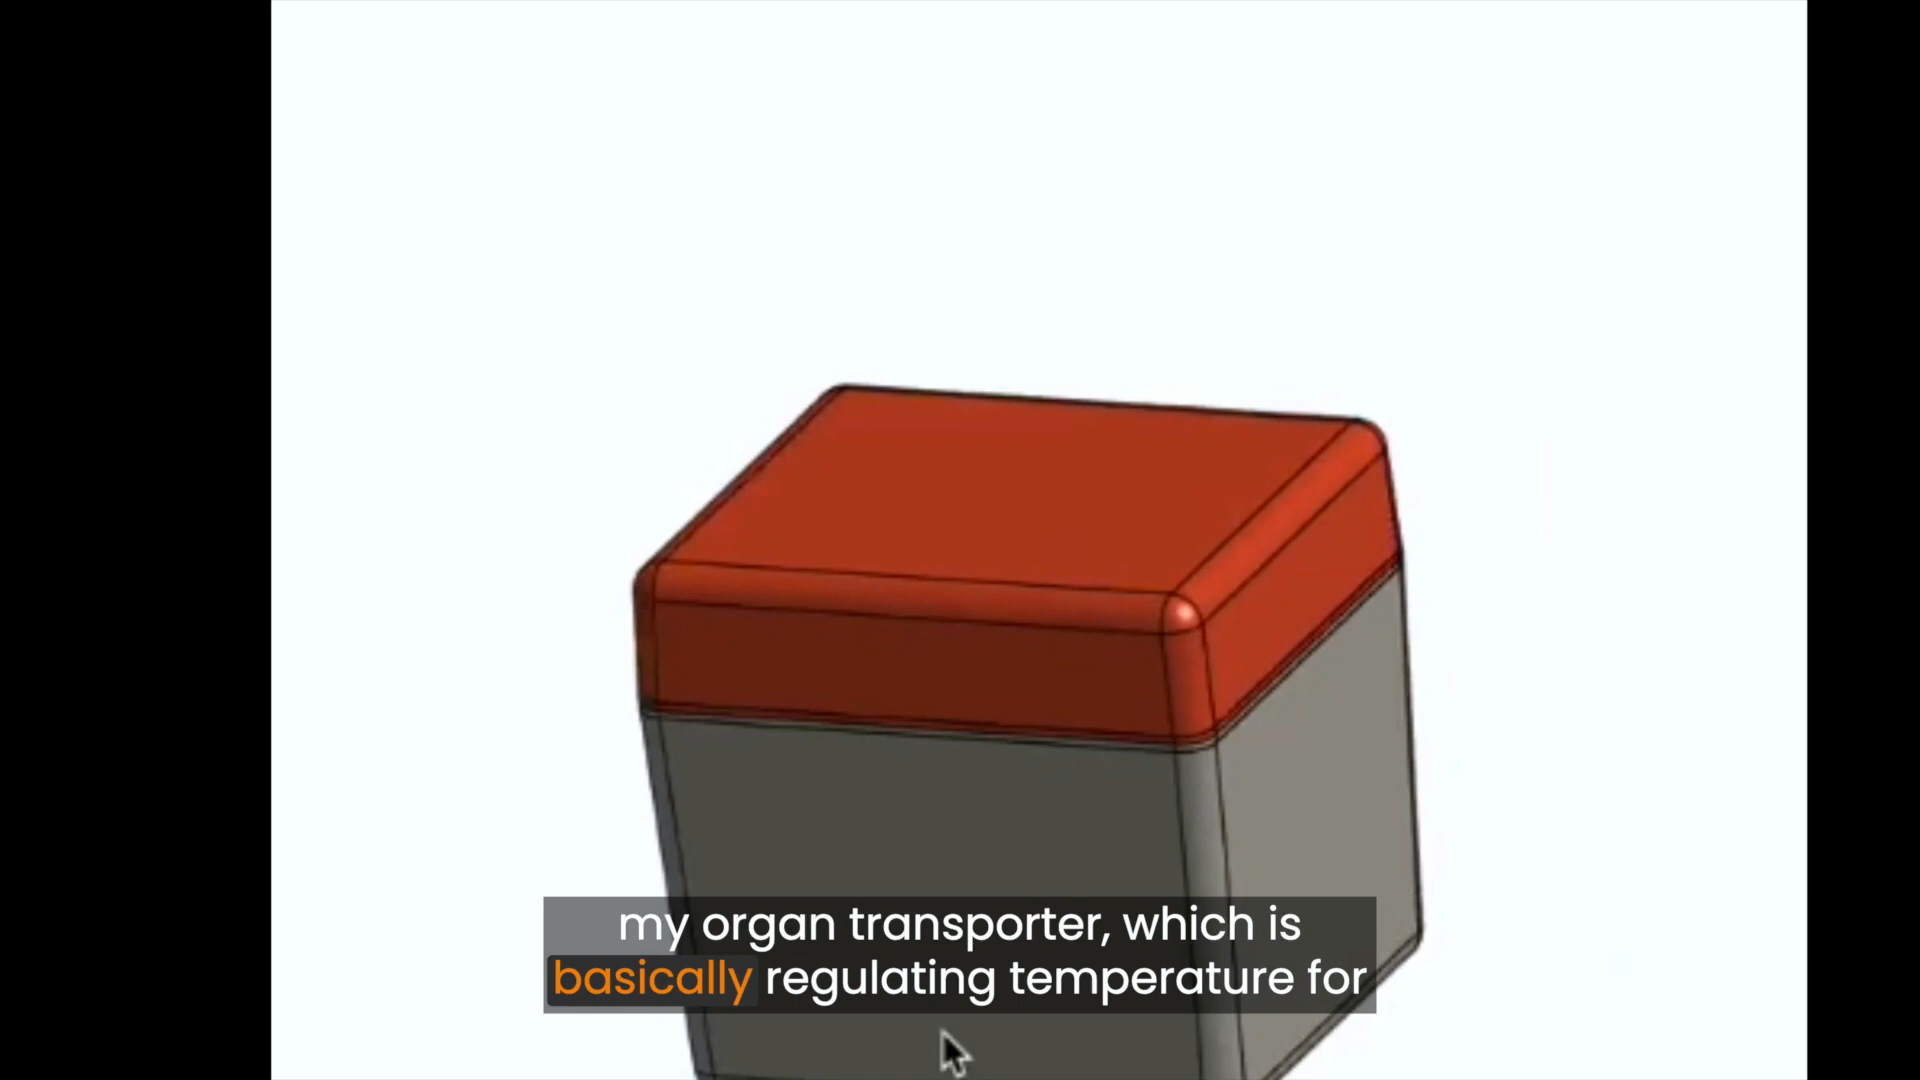 my organ transporter, which is
basically regulating temperature for